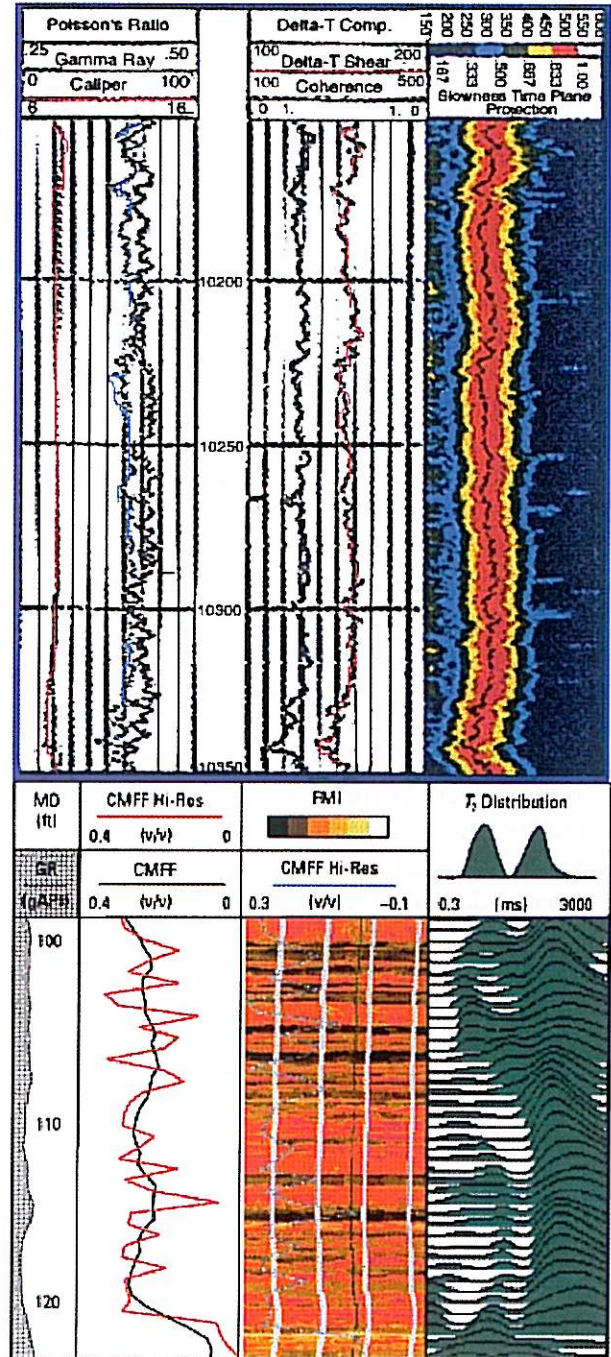 Poisson's Ratio
.25 .50
Gamma Ray
0 100
Caliper
6 16
Delta-T Comp.
100 200
Delta-T Shear
100 500
Coherence
0. 1. 1. 0
150 200 250 300 350 400 450 500 550 600
.167 .333 .500 .667 .833 1.00
Slowness Time Plane
Projection
10200
10250
10300
10350
MD
(ft)
CMFF Hi-Res
0.4 (v/v) 0
FMI
T₂ Distribution
GR
(gAPI)
CMFF
0.4 (v/v) 0
CMFF Hi-Res
0.3 (v/v) -0.1
0.3 (ms) 3000